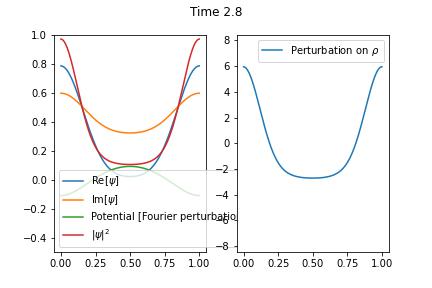 Time 2.8
1.0
0.8
0.6
0.4
0.2
0.0
−0.2
−0.4
Re[ψ]
Im[ψ]
Potential [Fourier perturbatio
|ψ|²
0.00 0.25 0.50 0.75 1.00
8
6
4
2
0
−2
−4
−6
−8
Perturbation on ρ
0.00 0.25 0.50 0.75 1.00